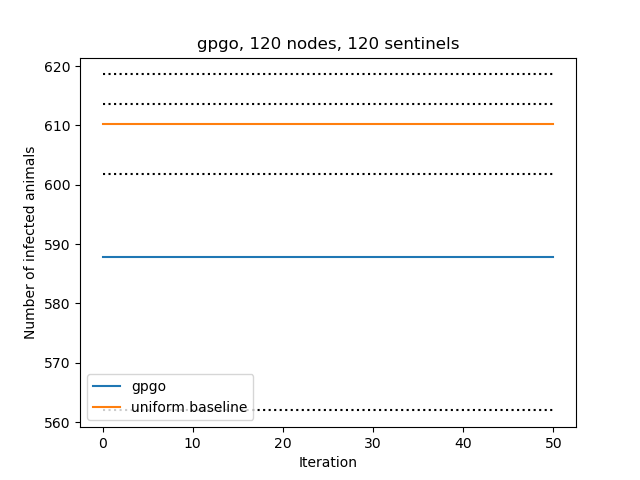 gpgo, 120 nodes, 120 sentinels
Number of infected animals
620
610
600
590
580
570
560
gpgo
uniform baseline
0 10 20 30 40 50
Iteration